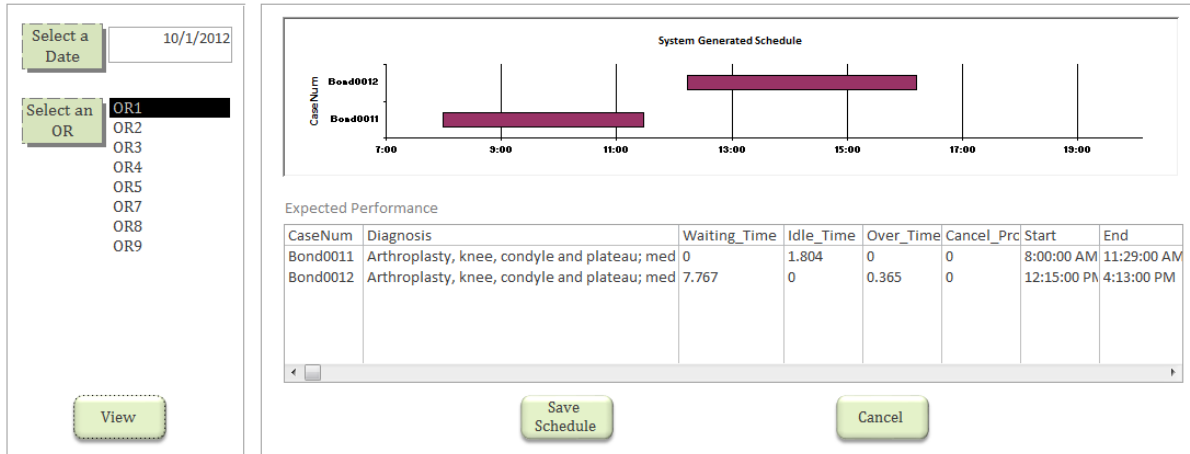 Select a
Date
10/1/2012
Select an
OR
OR1
OR2
OR3
OR4
OR5
OR7
OR8
OR9
View
System Generated Schedule
CaseNum
Bond0012
Bond0011
7:00 9:00 11:00 13:00 15:00 17:00 19:00
Expected Performance
CaseNum Diagnosis Waiting_Time Idle_Time Over_Time Cancel_Prc Start End
Bond0011 Arthroplasty, knee, condyle and plateau; med 0 1.804 0 0 8:00:00 AM 11:29:00 AM
Bond0012 Arthroplasty, knee, condyle and plateau; med 7.767 0 0.365 0 12:15:00 PM 4:13:00 PM
Save
Schedule
Cancel